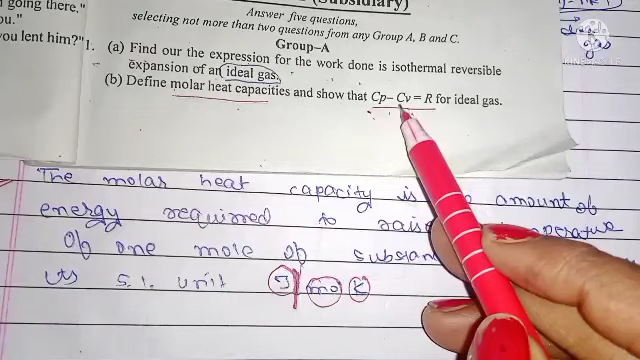 n going there."
ou."
you lent him?"
(Subsidiary)
Answer five questions,
selecting not more than two questions from any Group A, B and C.
Group–A
1. (a) Find our the expression for the work done is isothermal reversible
expansion of an ideal gas.
(b) Define molar heat capacities and show that Cp – Cv = R for ideal gas.
gas
The molar heat capacity is amount of
energy required to raise
of one mole of
Its S.I. unit J mol K